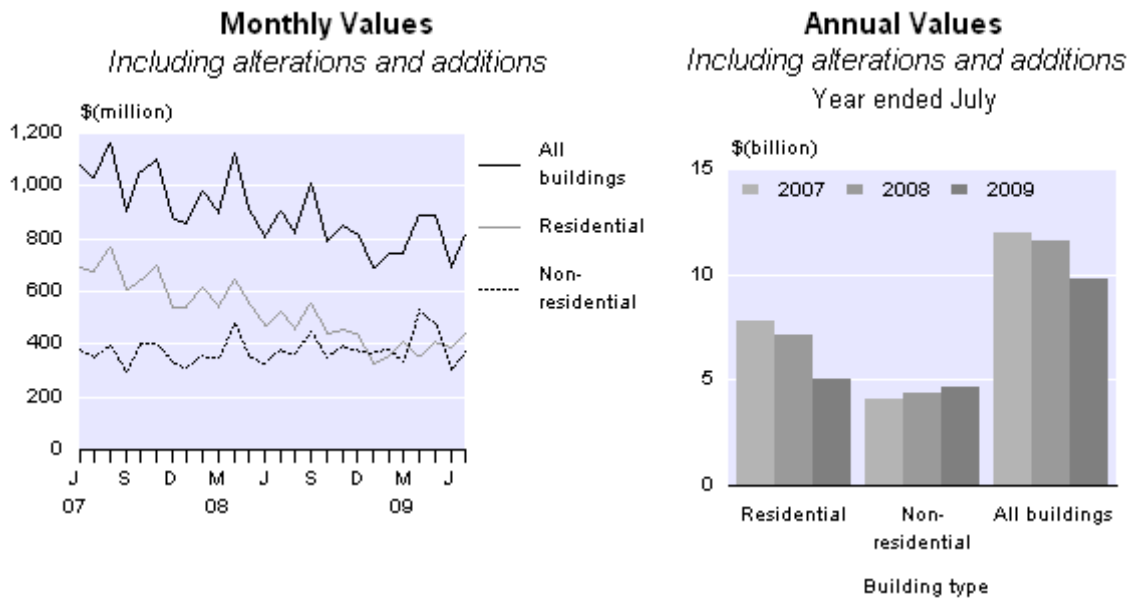 Monthly Values
Including alterations and additions
$(million)
1,200
1,000
800
600
400
200
0
J S D M J S D M J
07 08 09
All
buildings
Residential
Non-
residential
Annual Values
Including alterations and additions
Year ended July
$(billion)
15
10
5
0
2007 2008 2009
Residential Non- All buildings
residential
Building type